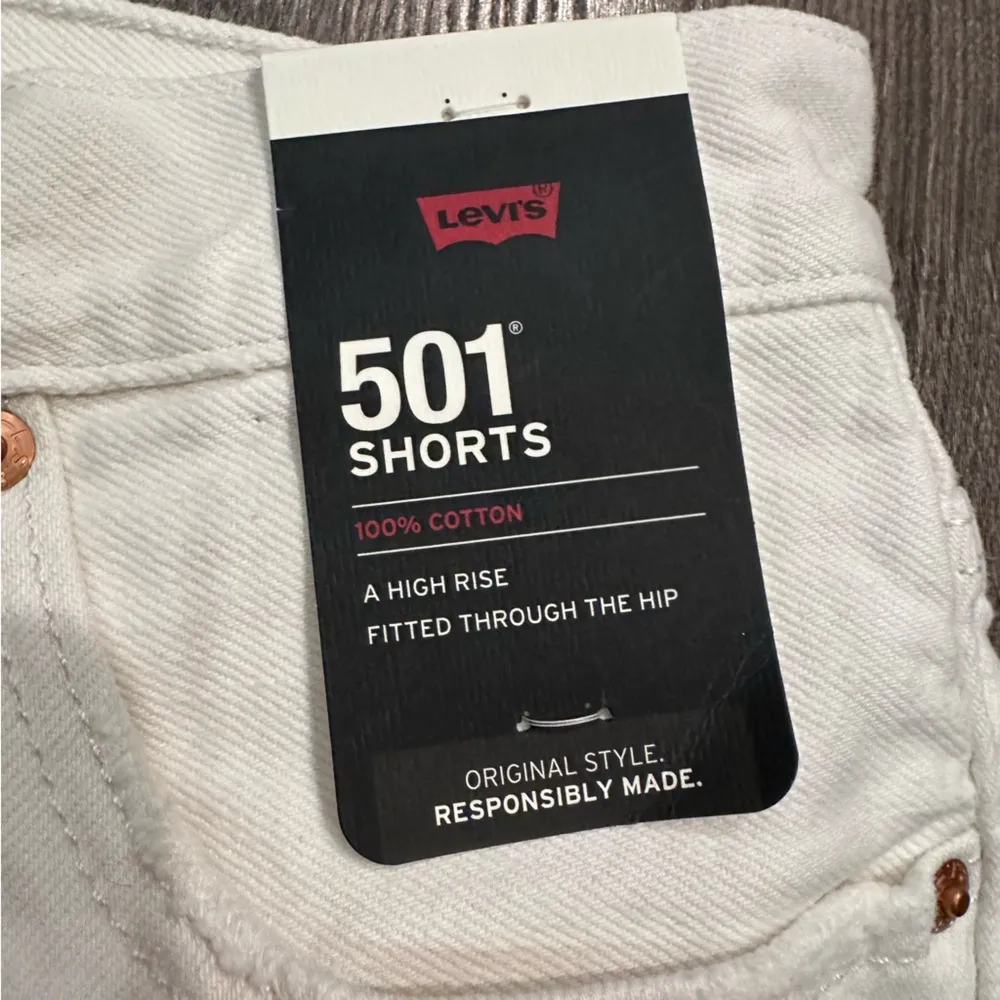 Levi's®
501®
SHORTS
100% COTTON
A HIGH RISE
FITTED THROUGH THE HIP
ORIGINAL STYLE.
RESPONSIBLY MADE.